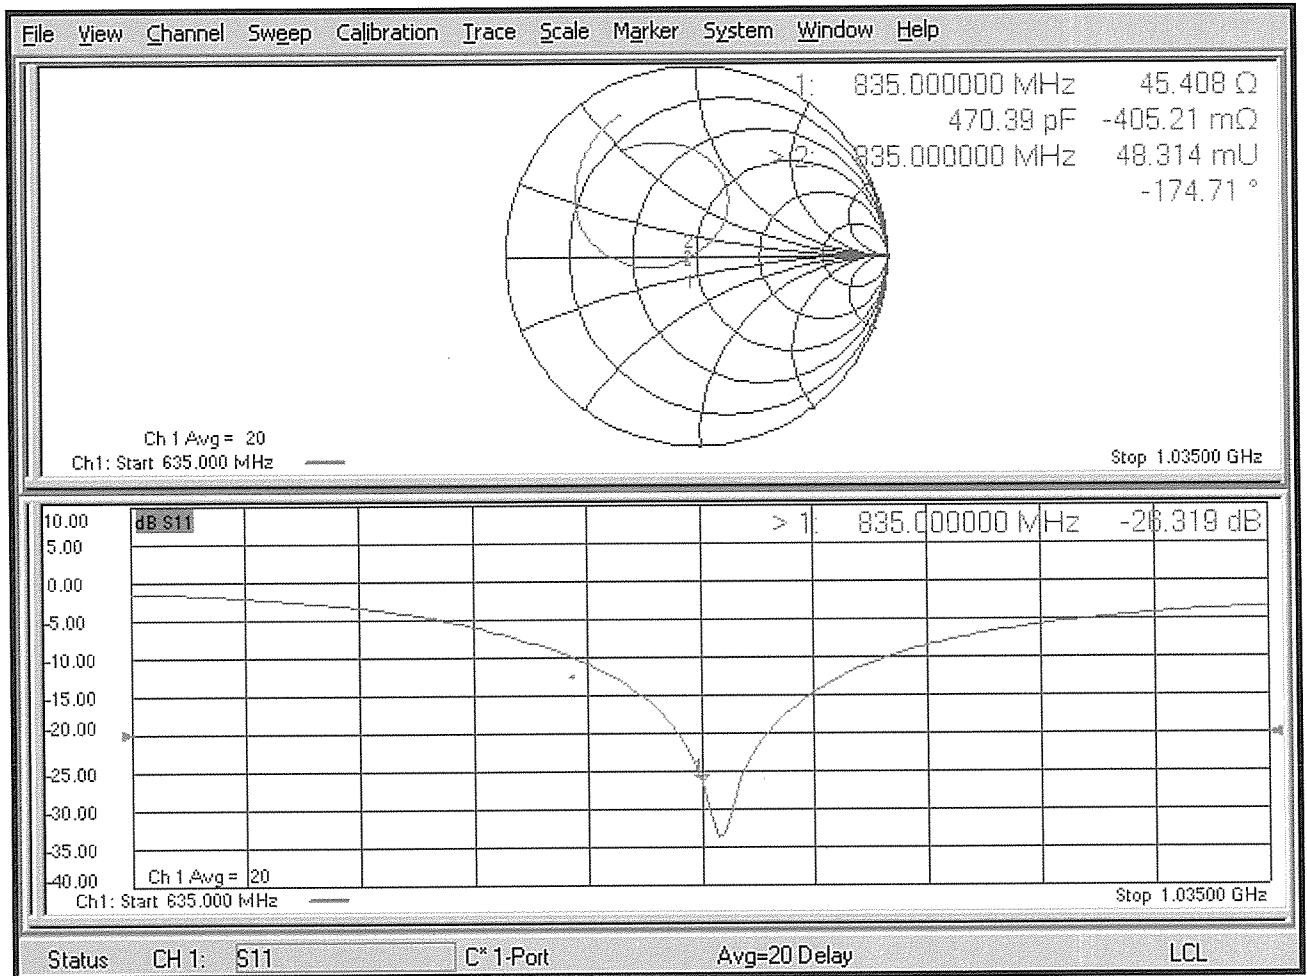 File View Channel Sweep Calibration Trace Scale Marker System Window Help
1: 835.000000 MHz 45.408 Ω
470.39 pF -405.21 mΩ
> 2: 835.000000 MHz 48.314 mU
-174.71 °
2
2
1
Ch 1 Avg = 20
Ch1: Start 635.000 MHz
Stop 1.03500 GHz
10.00
dB S11
> 1: 835.000000 MHz -26.319 dB
5.00
0.00
-5.00
-10.00
-15.00
-20.00
-25.00
1
-30.00
-35.00
-40.00
Ch 1 Avg = 20
Ch1: Start 635.000 MHz
Stop 1.03500 GHz
Status CH 1: S11 C* 1-Port Avg=20 Delay LCL